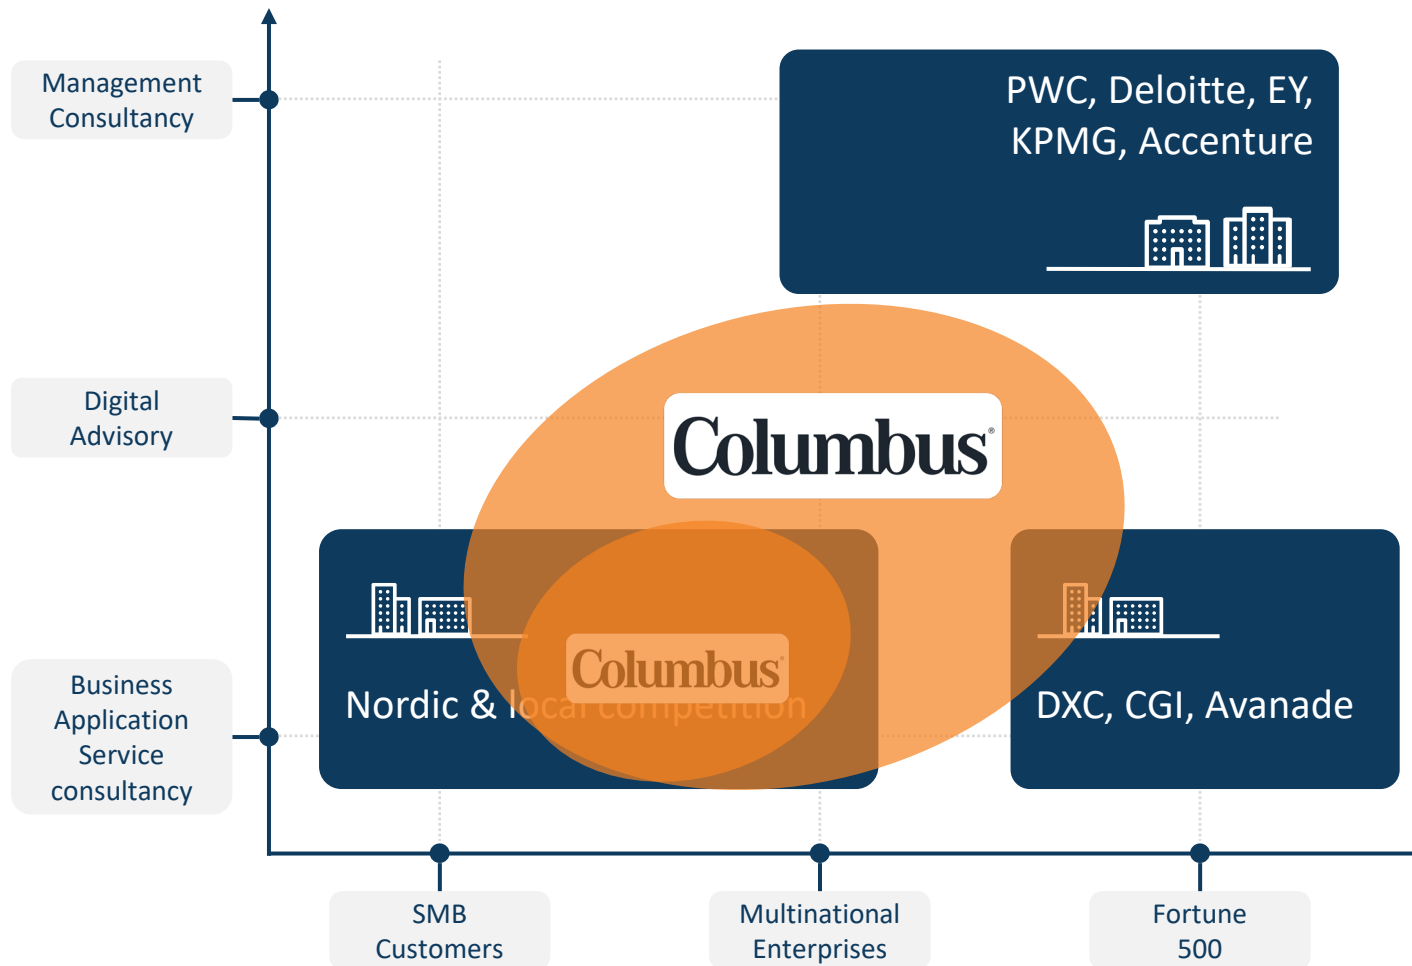 Management
Consultancy
PWC, Deloitte, EY,
KPMG, Accenture
Digital
Advisory
Columbus®
Columbus®
Nordic & local competition
DXC, CGI, Avanade
Business
Application
Service
consultancy
SMB
Customers
Multinational
Enterprises
Fortune
500